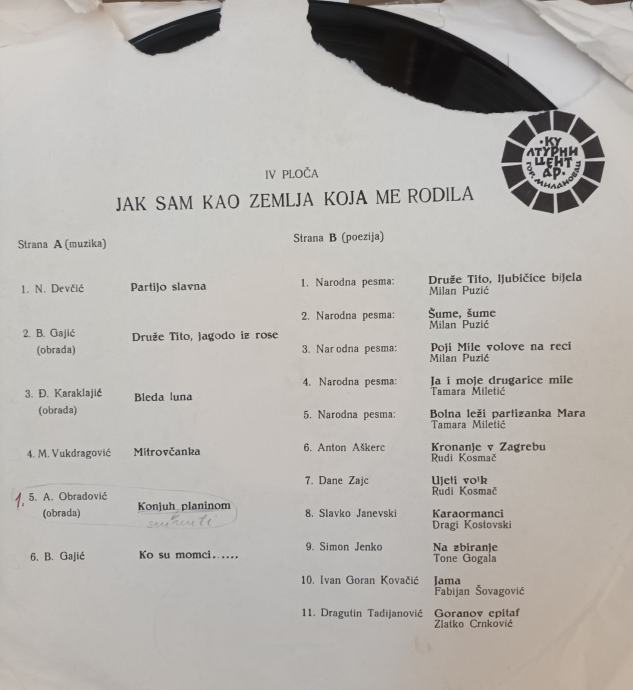 IV PLOČA
JAK SAM KAO ZEMLJA KOJA ME RODILA
КУ
ЛТУРНИ
ЦЕНТ
АР.
ГОР. МИЛАНОВАЦ
Strana A (muzika)
1. N. Devčić Partijo slavna
2. B. Gajić Druže Tito, jagodo iz rose
(obrada)
3. Đ. Karaklajić Bleda luna
(obrada)
4. M. Vukdragović Mitrovčanka
1. 5. A. Obradović Konjuh planinom
(obrada)
6. B. Gajić Ko su momci......
Strana B (poezija)
1. Narodna pesma: Druže Tito, ljubičice bijela
Milan Puzić
2. Narodna pesma: Šume, šume
Milan Puzić
3. Narodna pesma: Poji Mile volove na reci
Milan Puzić
4. Narodna pesma: Ja i moje drugarice mile
Tamara Miletić
5. Narodna pesma: Bolna leži partizanka Mara
Tamara Miletić
6. Anton Aškerc Kronanje v Zagrebu
Rudi Kosmač
7. Dane Zajc Ujeti volk
Rudi Kosmač
8. Slavko Janevski Karaormanci
Dragi Kostovski
9. Simon Jenko Na zbiranje
Tone Gogala
10. Ivan Goran Kovačić Jama
Fabijan Šovagović
11. Dragutin Tadijanović Goranov epitaf
Zlatko Crnković